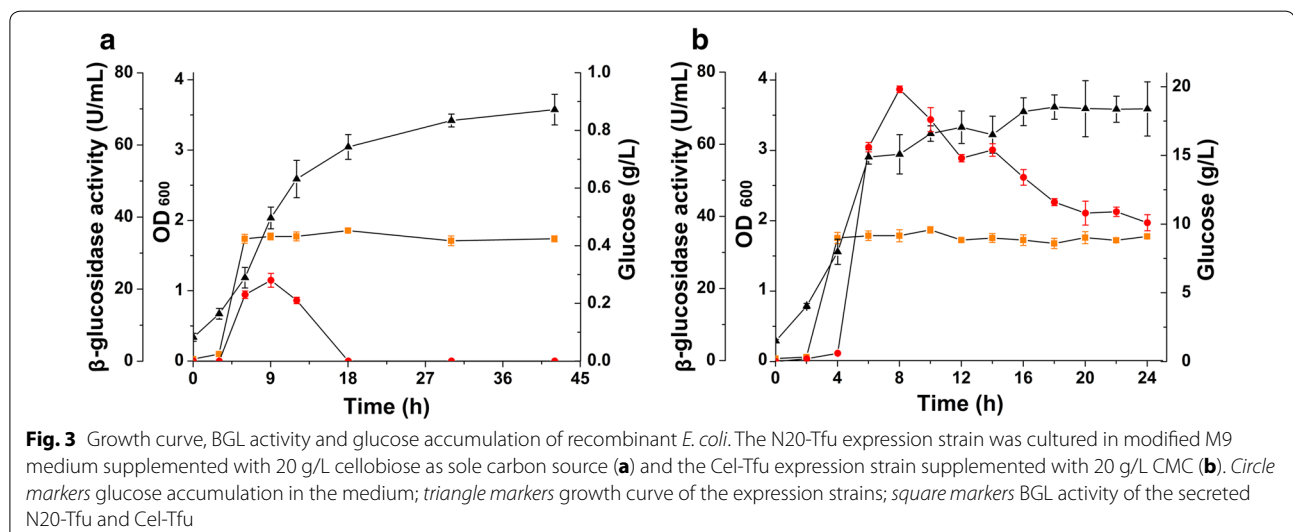 a
b
β-glucosidase activity (U/mL)
80
60
40
20
0
OD 600
4
3
2
1
0
Glucose (g/L)
1.0
0.8
0.6
0.4
0.2
0.0
0 9 18 27 36 45
Time (h)
β-glucosidase activity (U/mL)
80
60
40
20
0
OD 600
4
3
2
1
0
Glucose (g/L)
20
15
10
5
0
0 4 8 12 16 20 24
Time (h)
Fig. 3 Growth curve, BGL activity and glucose accumulation of recombinant E. coli. The N20-Tfu expression strain was cultured in modified M9
medium supplemented with 20 g/L cellobiose as sole carbon source (a) and the Cel-Tfu expression strain supplemented with 20 g/L CMC (b). Circle
markers glucose accumulation in the medium; triangle markers growth curve of the expression strains; square markers BGL activity of the secreted
N20-Tfu and Cel-Tfu